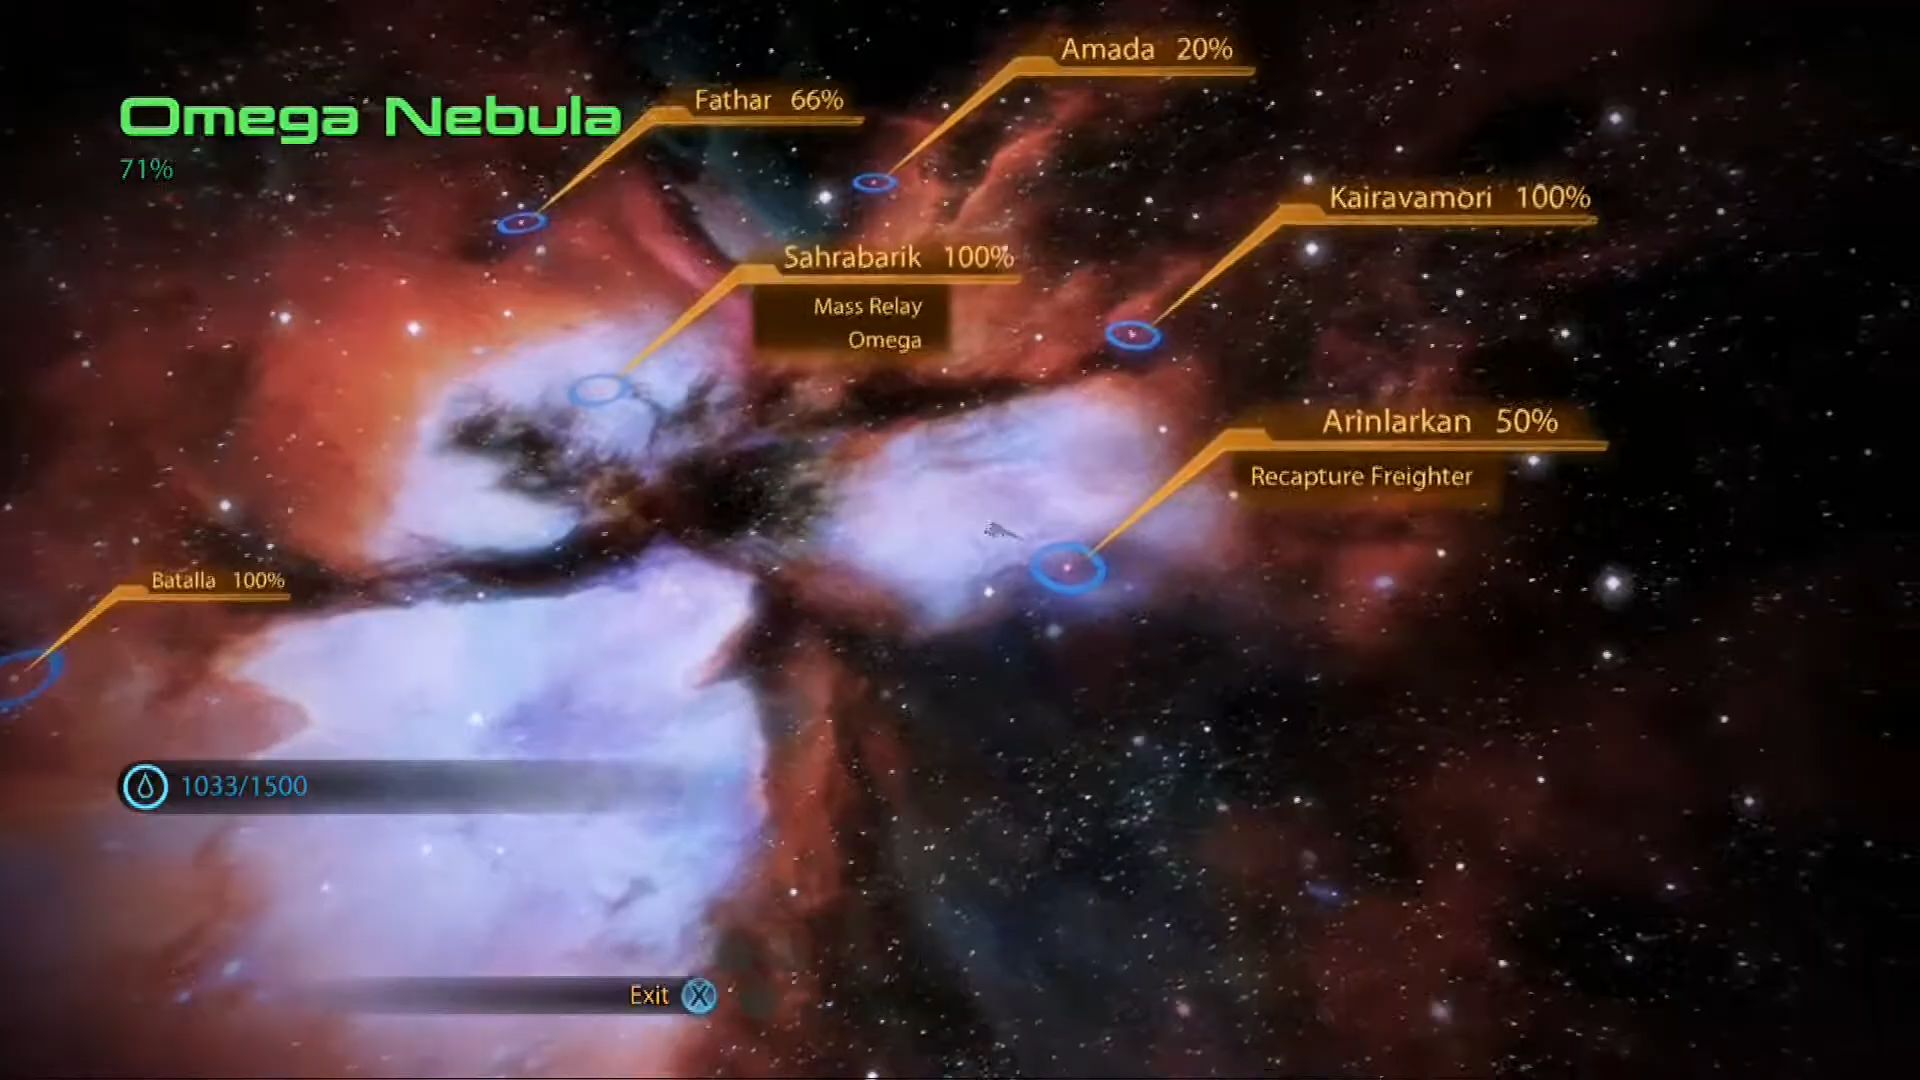 Omega Nebula
71%
Fathar 66%
Amada 20%
Kairavamori 100%
Sahrabarik 100%
Mass Relay
Omega
Arinlarkan 50%
Recapture Freighter
Batalla 100%
1033/1500
Exit X